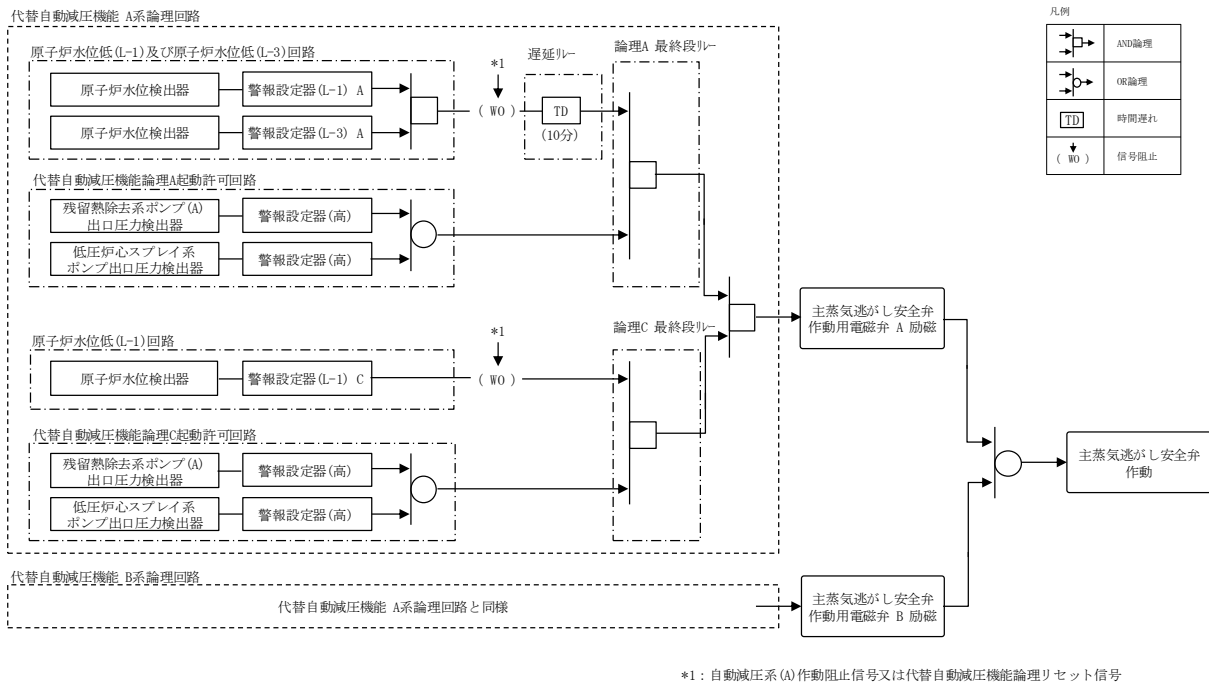 代替自動減圧機能 A系論理回路
原子炉水位低(L-1)及び原子炉水位低(L-3)回路
原子炉水位検出器
警報設定器(L-1) A
原子炉水位検出器
警報設定器(L-3) A
*1
( WO )
遅延リレー
TD
(10分)
論理A 最終段リレー
代替自動減圧機能論理A起動許可回路
残留熱除去系ポンプ(A)
出口圧力検出器
警報設定器(高)
低圧炉心スプレイ系
ポンプ出口圧力検出器
警報設定器(高)
原子炉水位低(L-1)回路
原子炉水位検出器
警報設定器(L-1) C
*1
( WO )
論理C 最終段リレー
代替自動減圧機能論理C起動許可回路
残留熱除去系ポンプ(A)
出口圧力検出器
警報設定器(高)
低圧炉心スプレイ系
ポンプ出口圧力検出器
警報設定器(高)
主蒸気逃がし安全弁
作動用電磁弁 A 励磁
代替自動減圧機能 B系論理回路
代替自動減圧機能 A系論理回路と同様
主蒸気逃がし安全弁
作動用電磁弁 B 励磁
主蒸気逃がし安全弁
作動
凡例
AND論理
OR論理
TD
時間遅れ
( WO )
信号阻止
*1：自動減圧系(A)作動阻止信号又は代替自動減圧機能論理リセット信号